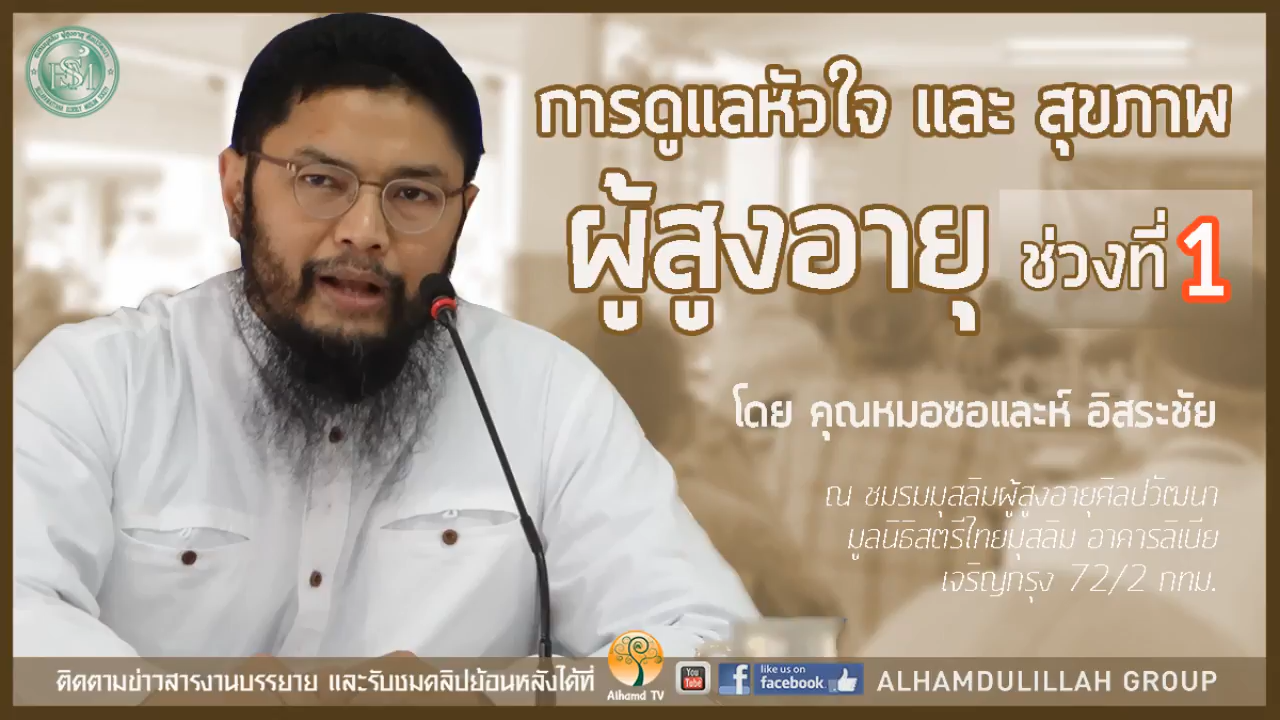 การดูแลหัวใจ และ สุขภาพ
ผู้สูงอายุ ช่วงที่ 1
โดย คุณหมอซอและห์ อิสระชัย
ณ ชมรมมุสลิมผู้สูงอายุศิลปวัฒนา
มูลนิธิสตรีไทยมุสลิม อาคารลิเบีย
เจริญกรุง 72/2 กทม.
ติดตามข่าวสารงานบรรยาย และรับชมคลิปย้อนหลังได้ที่
Alhamd TV
You
Tube
like us on
facebook
ALHAMDULILLAH GROUP